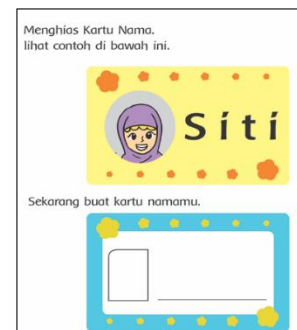 Menghias Kartu Nama.
lihat contoh di bawah ini.
Siti
Sekarang buat kartu namamu.